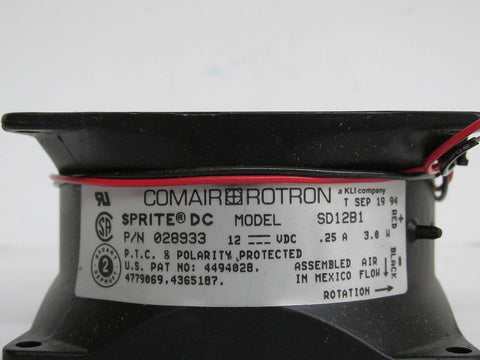 COMAIR ROTRON a KLI company
T SEP 19 94
SPRITE® DC MODEL SD12B1
P/N 028933 12 VDC .25 A 3.0 W
P.T.C. & POLARITY PROTECTED
U.S. PAT NO: 4494028.
4779069,4365187.
ASSEMBLED
IN MEXICO
AIR
FLOW
ROTATION
+
RED
BLACK
−
2